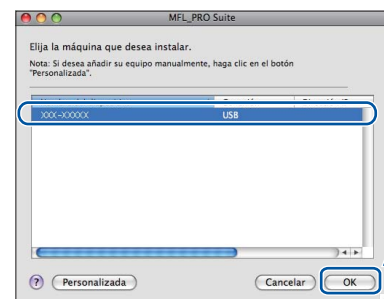 MFL_PRO Suite
Elija la máquina que desea instalar.
Nota: Si desea añadir su equipo manualmente, haga clic en el botón
"Personalizada".
XXX-XXXXX USB
? Personalizada Cancelar OK